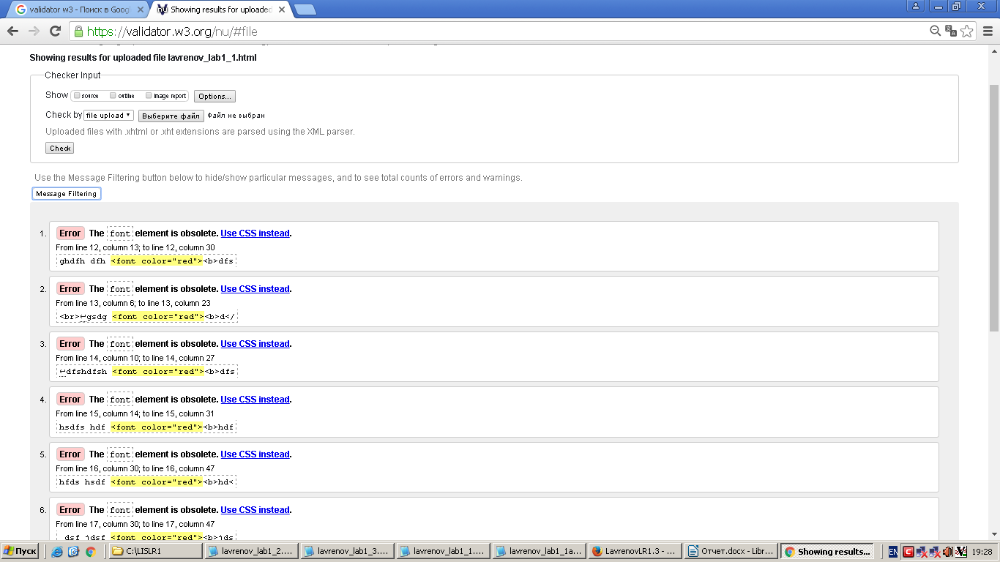 validator w3 - Поиск в Goog
Showing results for uploaded
https://validator.w3.org/nu/#file
Showing results for uploaded file lavrenov_lab1_1.html
Checker Input
Show source outline image report Options...
Check by file upload Выберите файл Файл не выбран
Uploaded files with .xhtml or .xht extensions are parsed using the XML parser.
Check
Use the Message Filtering button below to hide/show particular messages, and to see total counts of errors and warnings.
Message Filtering
1. Error The font element is obsolete. Use CSS instead.
From line 12, column 13; to line 12, column 30
ghdfh dfh <font color="red"><b>dfs
2. Error The font element is obsolete. Use CSS instead.
From line 13, column 6; to line 13, column 23
<br>↩gsdg <font color="red"><b>d</
3. Error The font element is obsolete. Use CSS instead.
From line 14, column 10; to line 14, column 27
↩dfshdfsh <font color="red"><b>dfs
4. Error The font element is obsolete. Use CSS instead.
From line 15, column 14; to line 15, column 31
hsdfs hdf <font color="red"><b>hdf
5. Error The font element is obsolete. Use CSS instead.
From line 16, column 30; to line 16, column 47
hfds hsdf <font color="red"><b>hd<
6. Error The font element is obsolete. Use CSS instead.
From line 17, column 30; to line 17, column 47
dsf jdsf <font color="red"><b>jds
Пуск C:\LISLR1 lavrenov_lab1_2.... lavrenov_lab1_3.... lavrenov_lab1_1.... lavrenov_lab1_1a... LavrenovLR1.3 - ... Отчет.docx - Libr... Showing results... EN 19:28